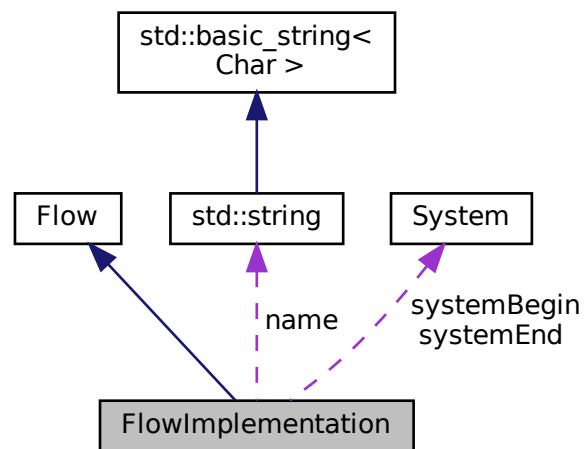 std::basic_string<
Char >
Flow
std::string
System
name
systemBegin
systemEnd
FlowImplementation